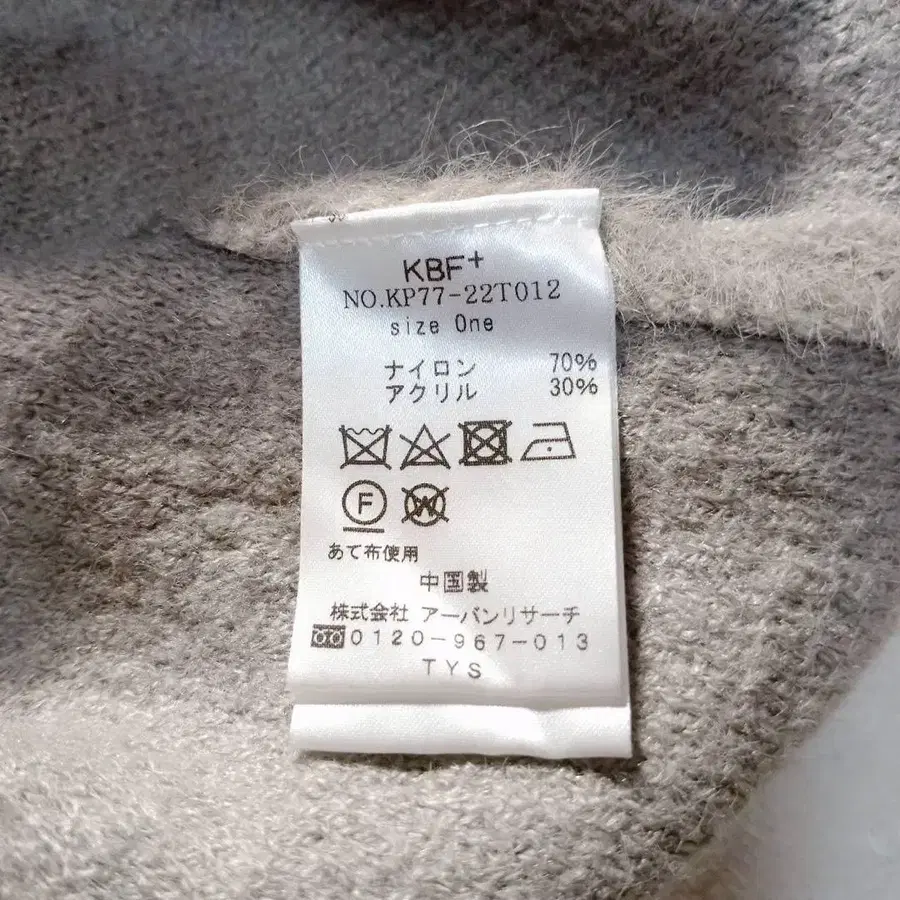 KBF+
NO.KP77-22T012
size One
ナイロン 70%
アクリル 30%
F W
あて布使用
中国製
株式会社 アーバンリサーチ
0120-967-013
TYS